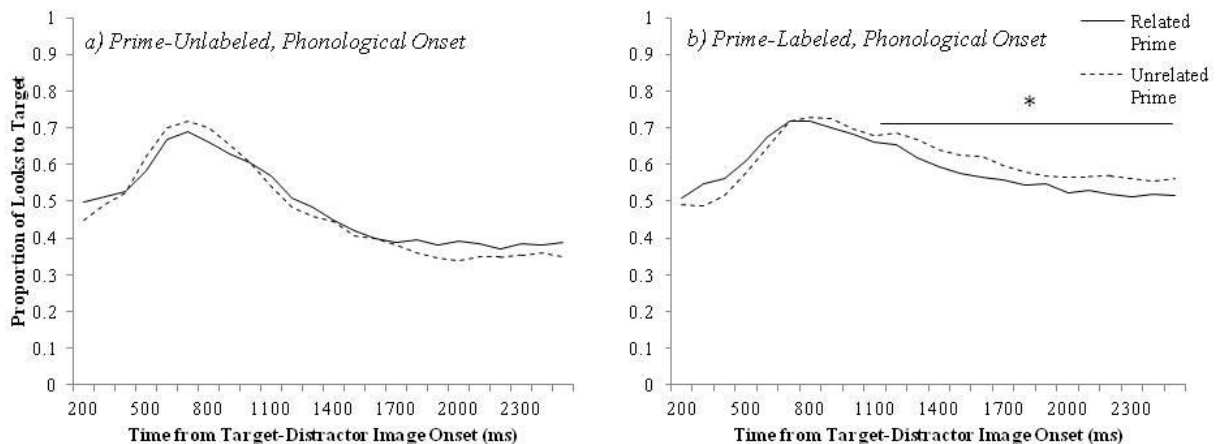 a) Prime-Unlabeled, Phonological Onset
Proportion of Looks to Target
1
0.9
0.8
0.7
0.6
0.5
0.4
0.3
0.2
0.1
0
200 500 800 1100 1400 1700 2000 2300
Time from Target-Distractor Image Onset (ms)
b) Prime-Labeled, Phonological Onset
Related
Prime
Unrelated
Prime
*
1
0.9
0.8
0.7
0.6
0.5
0.4
0.3
0.2
0.1
0
200 500 800 1100 1400 1700 2000 2300
Time from Target-Distractor Image Onset (ms)